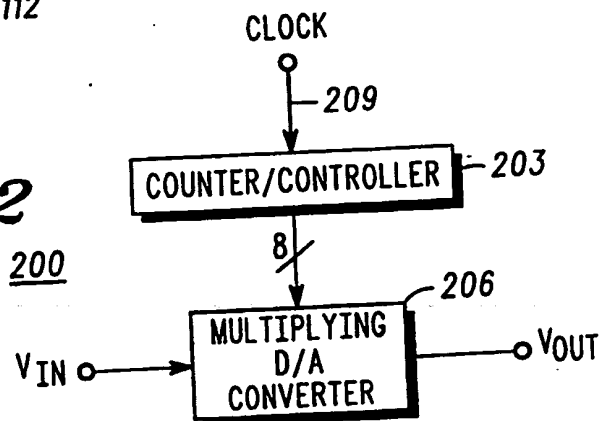 112
CLOCK
209
COUNTER/CONTROLLER
203
2
200
8
206
MULTIPLYING
D/A
CONVERTER
VIN
VOUT